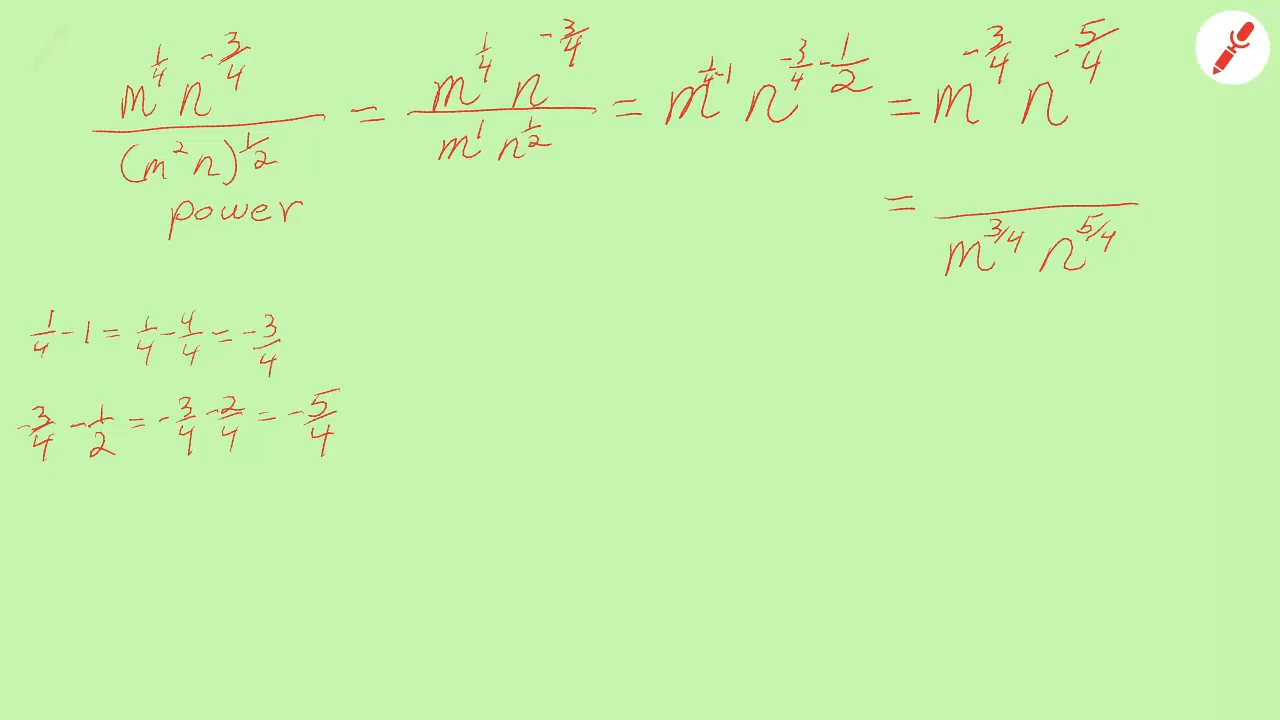 m^{1/4} n^{-3/4} / (m^2 n)^{1/2} = m^{1/4} n^{-3/4} / m^1 n^{1/2} = m^{1/4-1} n^{-3/4-1/2} = m^{-3/4} n^{-5/4}
power
= / m^{3/4} n^{5/4}
1/4 - 1 = 1/4 - 4/4 = -3/4
-3/4 - 1/2 = -3/4 - 2/4 = -5/4